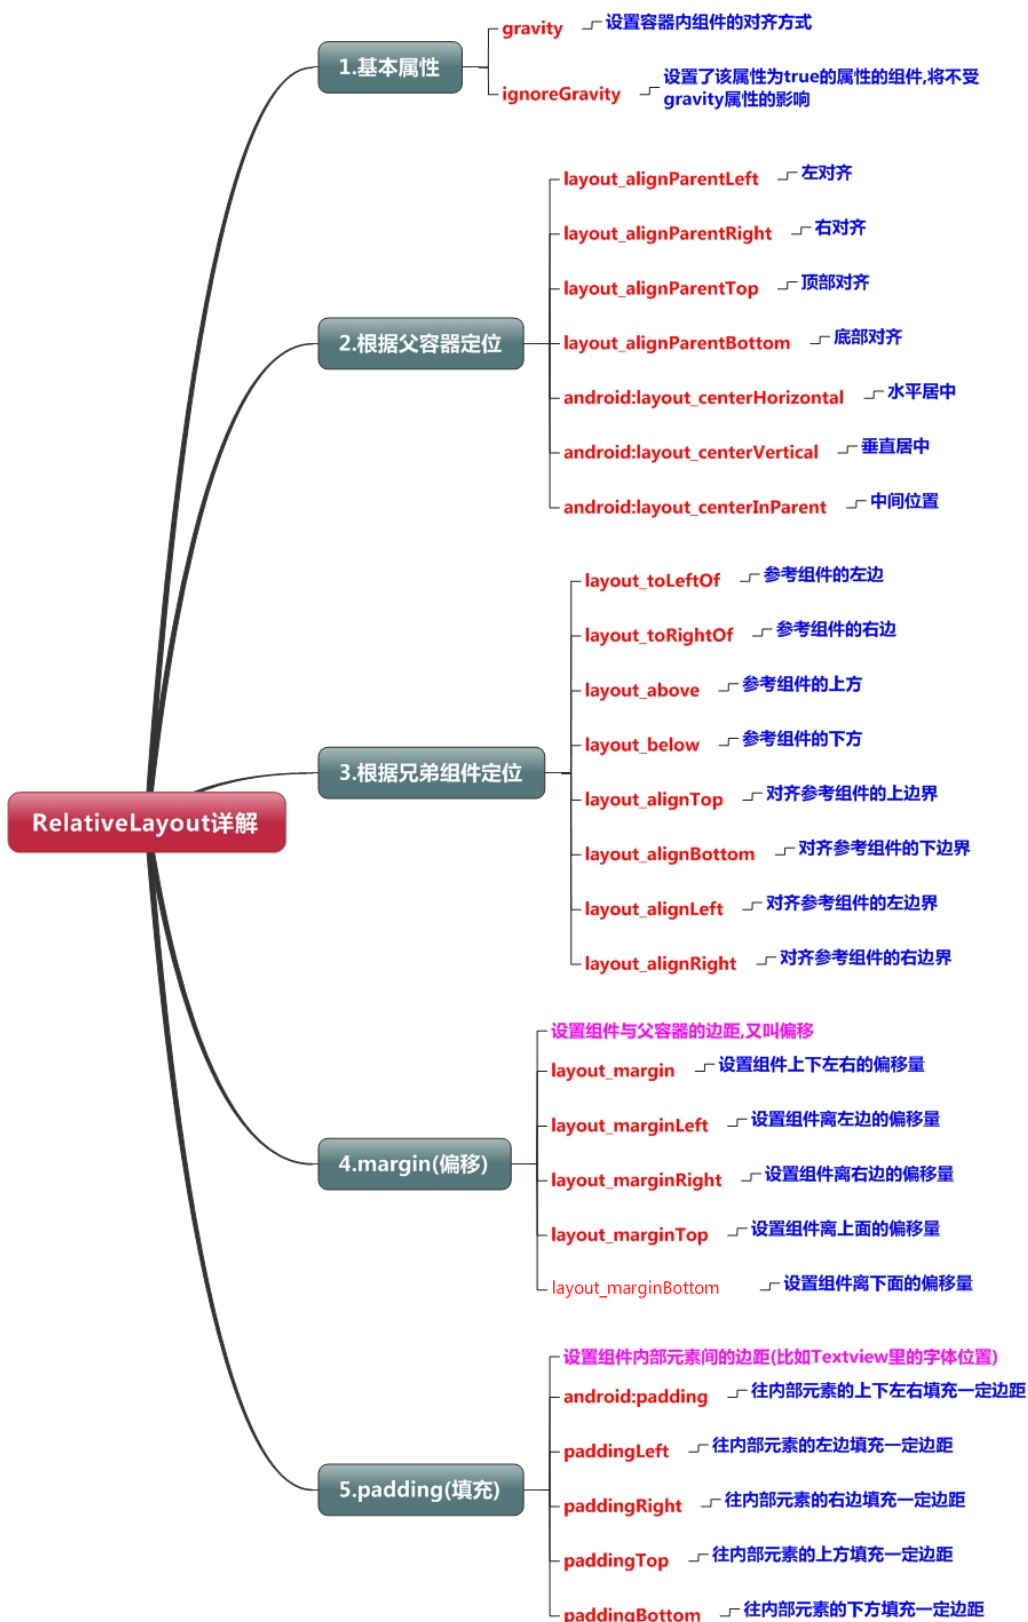 RelativeLayout详解
1.基本属性
gravity
设置容器内组件的对齐方式
ignoreGravity
设置了该属性为true的属性的组件,将不受
gravity属性的影响
2.根据父容器定位
layout_alignParentLeft
左对齐
layout_alignParentRight
右对齐
layout_alignParentTop
顶部对齐
layout_alignParentBottom
底部对齐
android:layout_centerHorizontal
水平居中
android:layout_centerVertical
垂直居中
android:layout_centerInParent
中间位置
3.根据兄弟组件定位
layout_toLeftOf
参考组件的左边
layout_toRightOf
参考组件的右边
layout_above
参考组件的上方
layout_below
参考组件的下方
layout_alignTop
对齐参考组件的上边界
layout_alignBottom
对齐参考组件的下边界
layout_alignLeft
对齐参考组件的左边界
layout_alignRight
对齐参考组件的右边界
4.margin(偏移)
设置组件与父容器的边距,又叫偏移
layout_margin
设置组件上下左右的偏移量
layout_marginLeft
设置组件离左边的偏移量
layout_marginRight
设置组件离右边的偏移量
layout_marginTop
设置组件离上面的偏移量
layout_marginBottom
设置组件离下面的偏移量
5.padding(填充)
设置组件内部元素间的边距(比如Textview里的字体位置)
android:padding
往内部元素的上下左右填充一定边距
paddingLeft
往内部元素的左边填充一定边距
paddingRight
往内部元素的右边填充一定边距
paddingTop
往内部元素的上方填充一定边距
paddingBottom
往内部元素的下方填充一定边距